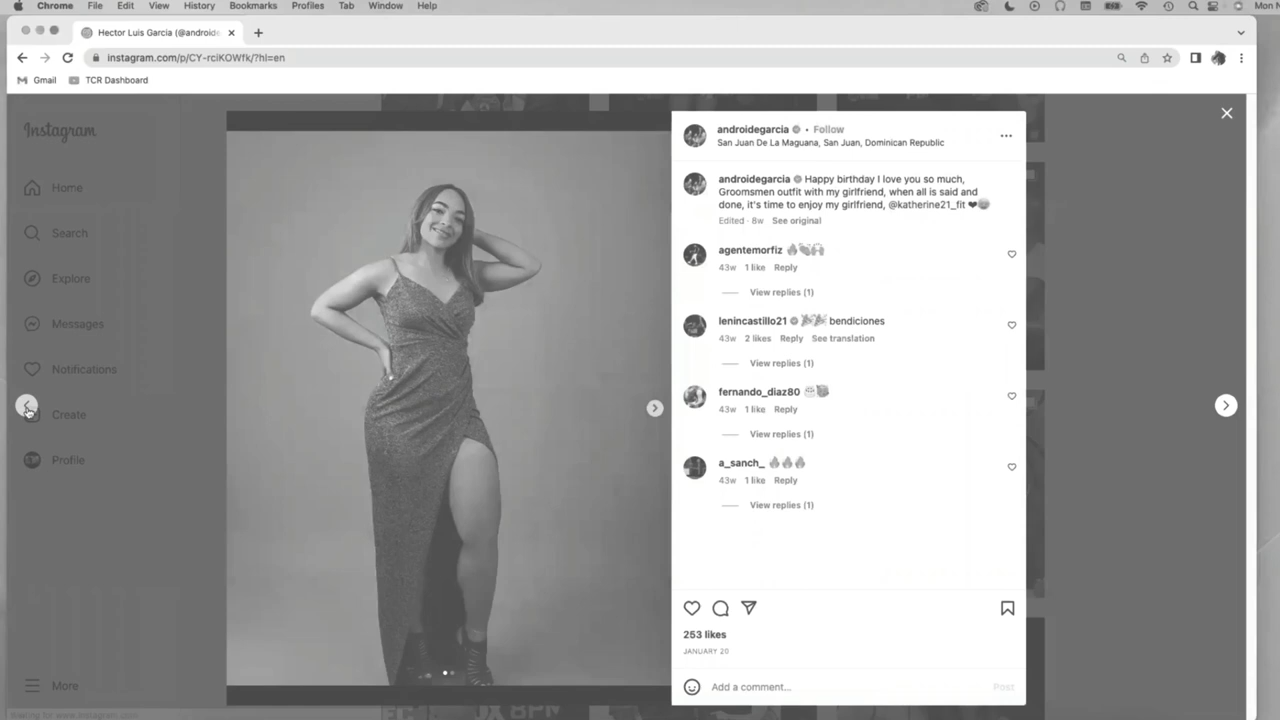 Chrome File Edit View History Bookmarks Profiles Tab Window Help Mon N
Hector Luis Garcia (@androide
instagram.com/p/CY-rciKOWfk/?hl=en
Gmail TCR Dashboard
Instagram
Home
Search
Explore
Messages
Notifications
Create
Profile
More
androidegarcia • Follow
San Juan De La Maguana, San Juan, Dominican Republic
androidegarcia Happy birthday I love you so much,
Groomsmen outfit with my girlfriend, when all is said and
done, it's time to enjoy my girlfriend, @katherine21_fit ❤
Edited · 8w See original
agentemorfiz
43w 1 like Reply
View replies (1)
lenincastillo21 bendiciones
43w 2 likes Reply See translation
View replies (1)
fernando_diaz80
43w 1 like Reply
View replies (1)
a_sanch_ 🔥🔥🔥
43w 1 like Reply
View replies (1)
253 likes
JANUARY 20
Add a comment... Post